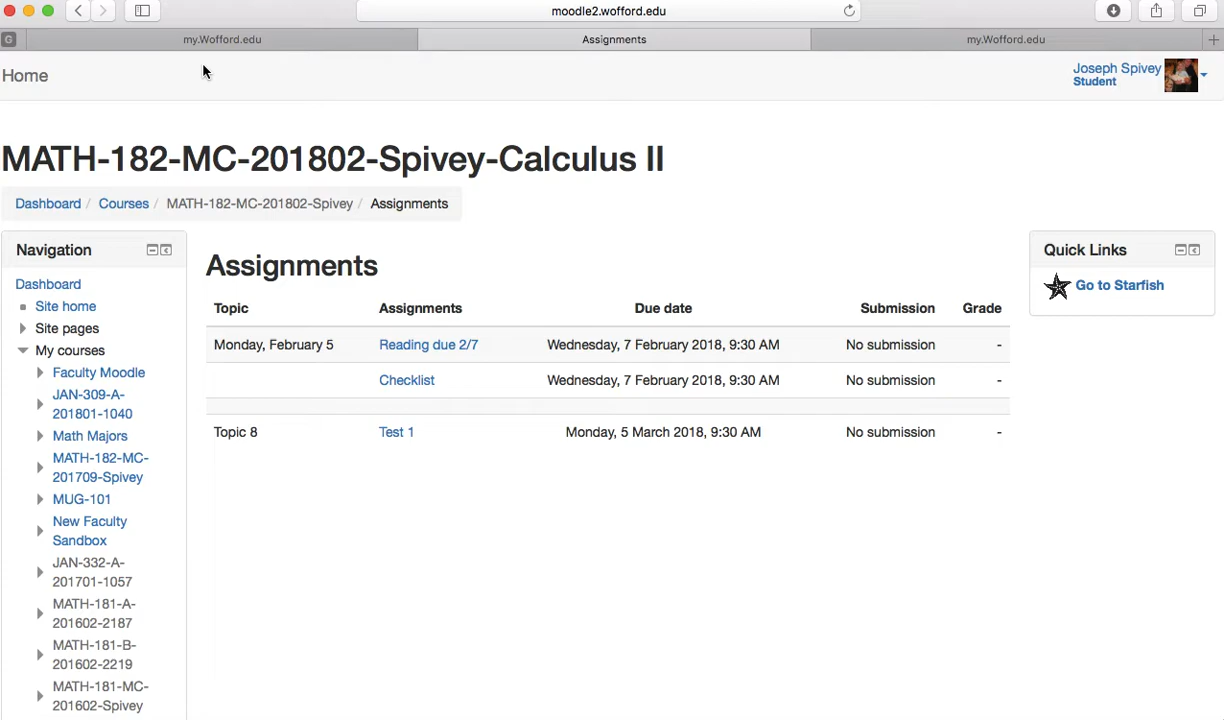 moodle2.wofford.edu
G
my.Wofford.edu
Assignments
my.Wofford.edu
Home
Joseph Spivey
Student
MATH-182-MC-201802-Spivey-Calculus II
Dashboard / Courses / MATH-182-MC-201802-Spivey / Assignments
Navigation
Dashboard
Site home
Site pages
My courses
Faculty Moodle
JAN-309-A-
201801-1040
Math Majors
MATH-182-MC-
201709-Spivey
MUG-101
New Faculty
Sandbox
JAN-332-A-
201701-1057
MATH-181-A-
201602-2187
MATH-181-B-
201602-2219
MATH-181-MC-
201602-Spivey
Assignments
Topic Assignments Due date Submission Grade
Monday, February 5 Reading due 2/7 Wednesday, 7 February 2018, 9:30 AM No submission -
Checklist Wednesday, 7 February 2018, 9:30 AM No submission -
Topic 8 Test 1 Monday, 5 March 2018, 9:30 AM No submission -
Quick Links
Go to Starfish